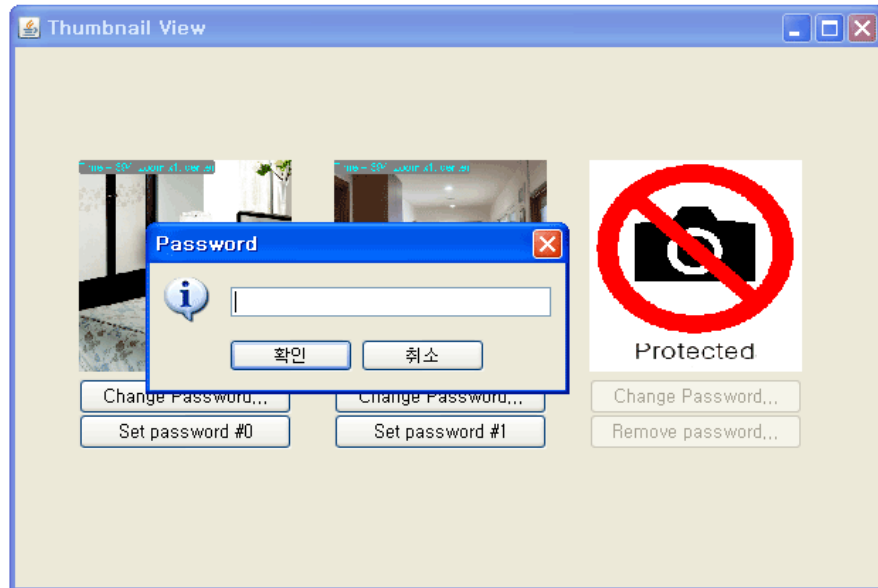 Thumbnail View
Password
확인
취소
Protected
Change Password...
Change Password...
Change Password...
Set password #0
Set password #1
Remove password...